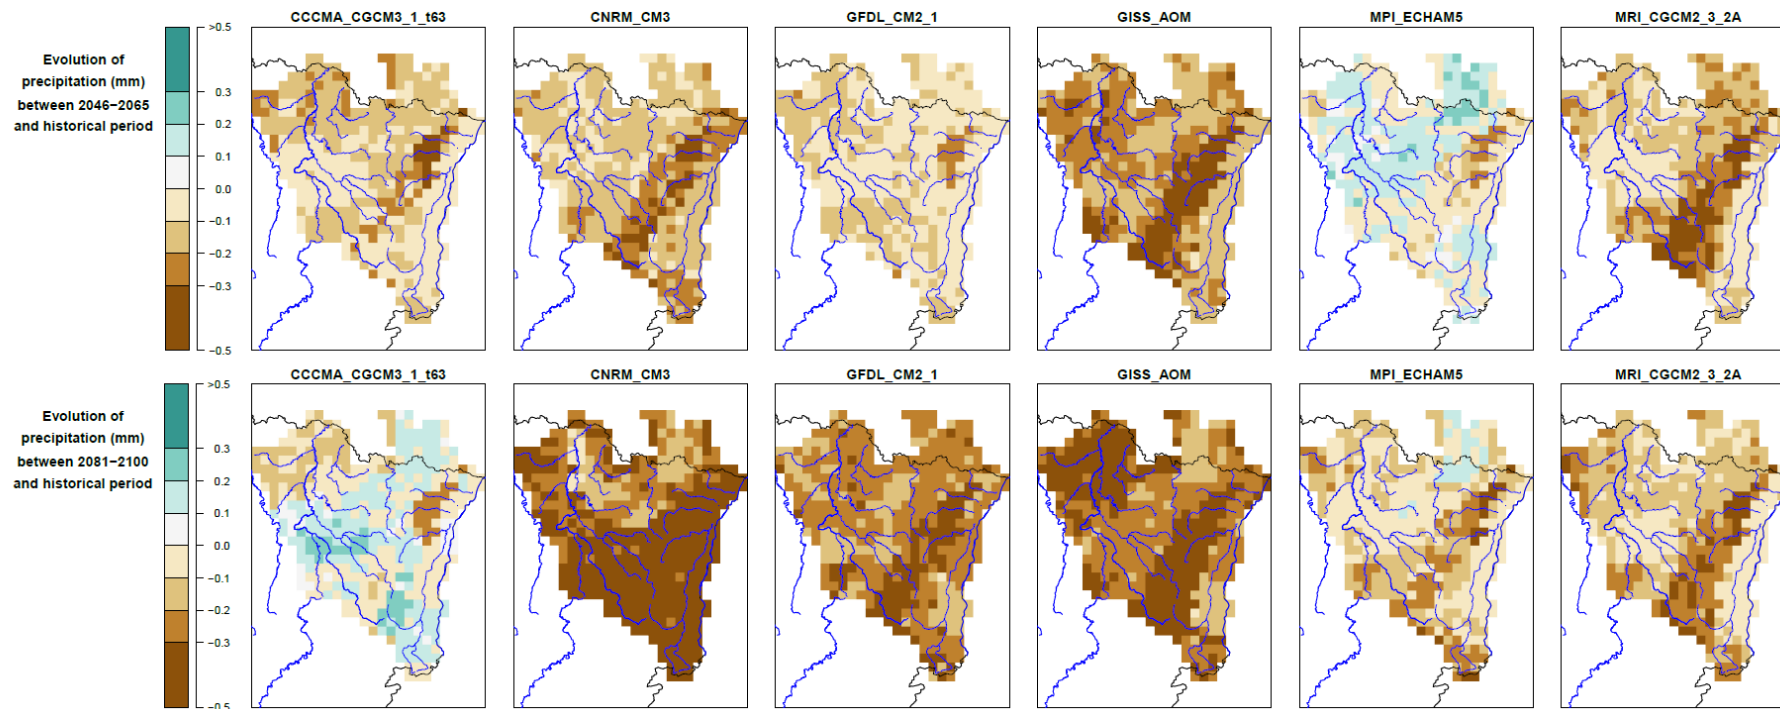 CCCMA_CGCM3_1_t63 CNRM_CM3 GFDL_CM2_1 GISS_AOM MPI_ECHAM5 MRI_CGCM2_3_2A
Evolution of
precipitation (mm)
between 2046−2065
and historical period
>0.5
0.3
0.2
0.1
0.0
−0.1
−0.2
−0.3
−0.5
CCCMA_CGCM3_1_t63 CNRM_CM3 GFDL_CM2_1 GISS_AOM MPI_ECHAM5 MRI_CGCM2_3_2A
Evolution of
precipitation (mm)
between 2081−2100
and historical period
>0.5
0.3
0.2
0.1
0.0
−0.1
−0.2
−0.3
−0.5